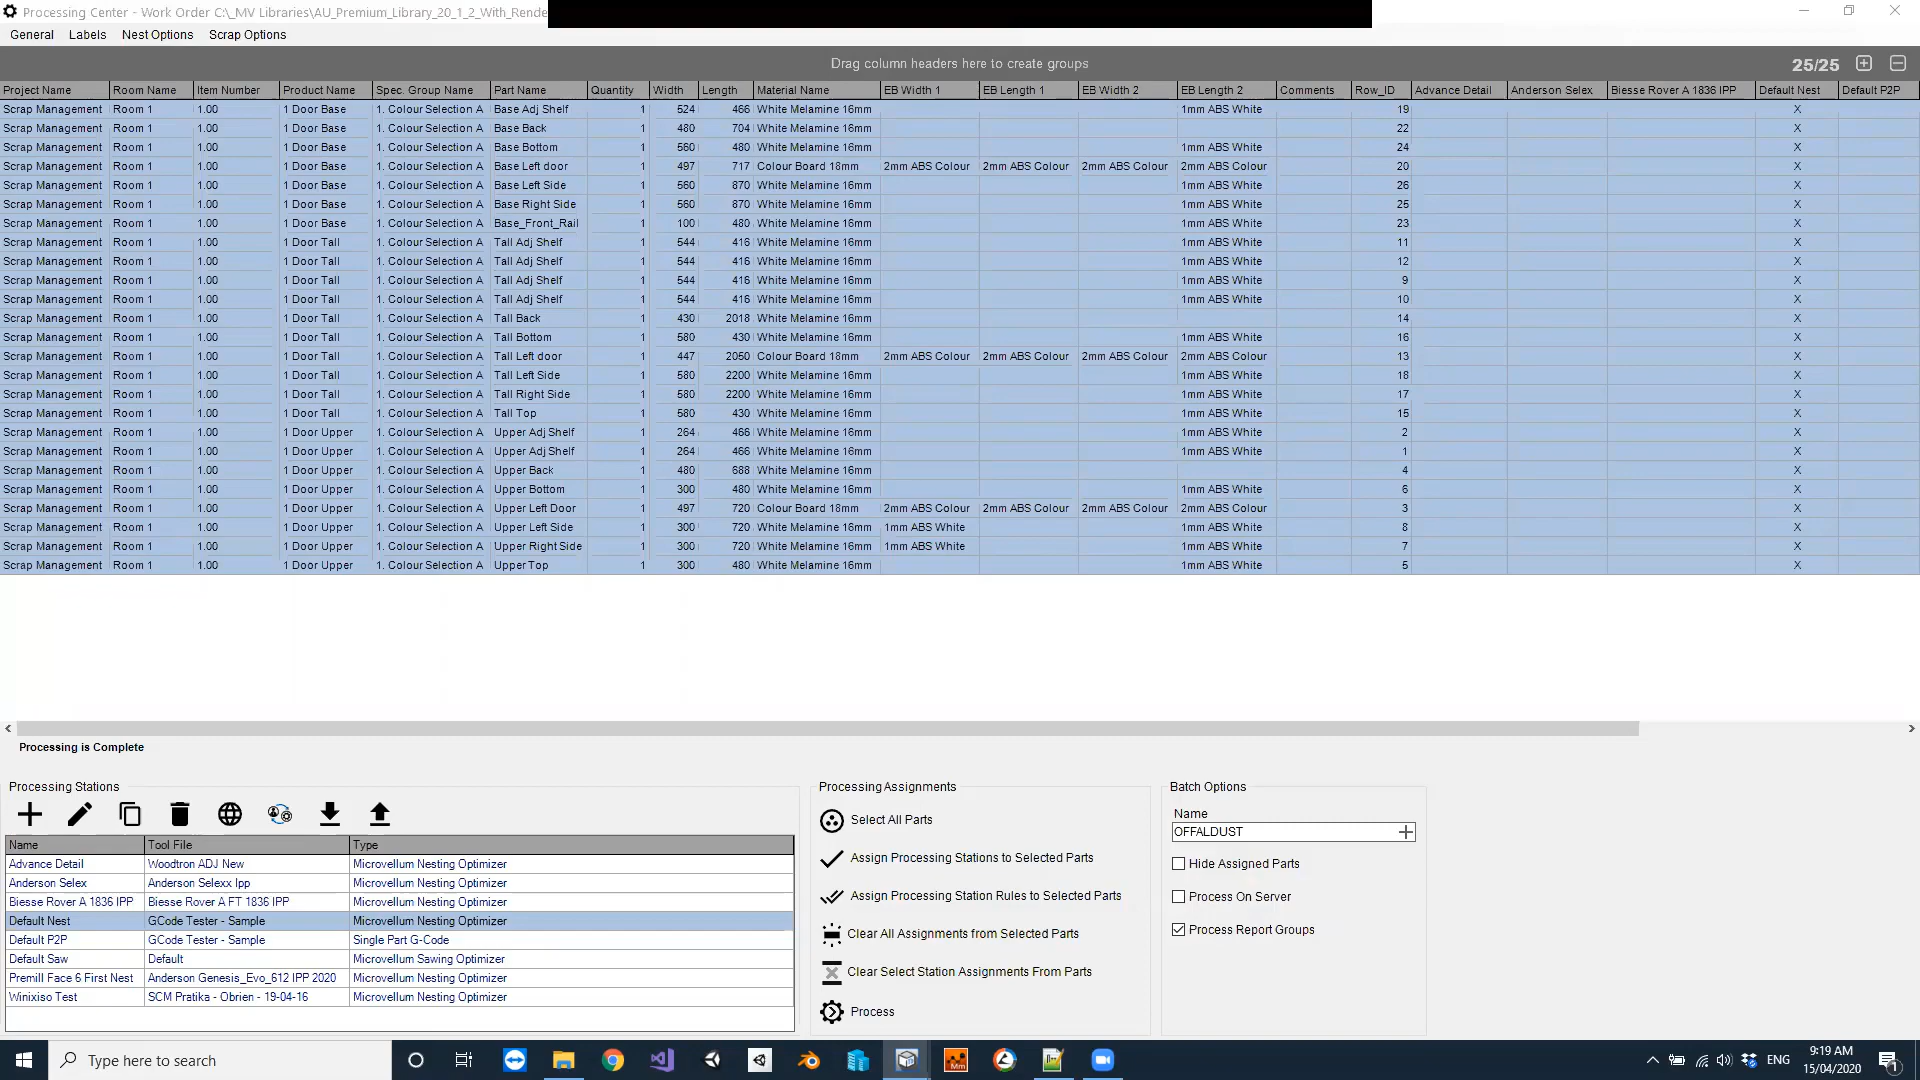 Processing Center - Work Order C:\_MV Libraries\AU_Premium_Library_20_1_2_With_Rende
General Labels Nest Options Scrap Options
Drag column headers here to create groups 25/25
Project Name Room Name Item Number Product Name Spec. Group Name Part Name Quantity Width Length Material Name EB Width 1 EB Length 1 EB Width 2 EB Length 2 Comments Row_ID Advance Detail Anderson Selex Biesse Rover A 1836 IPP Default Nest Default P2P
Scrap Management Room 1 1.00 1 Door Base 1. Colour Selection A Base Adj Shelf 1 524 466 White Melamine 16mm 1mm ABS White 19 X
Scrap Management Room 1 1.00 1 Door Base 1. Colour Selection A Base Back 1 480 704 White Melamine 16mm 22 X
Scrap Management Room 1 1.00 1 Door Base 1. Colour Selection A Base Bottom 1 560 480 White Melamine 16mm 1mm ABS White 24 X
Scrap Management Room 1 1.00 1 Door Base 1. Colour Selection A Base Left door 1 497 717 Colour Board 18mm 2mm ABS Colour 2mm ABS Colour 2mm ABS Colour 2mm ABS Colour 20 X
Scrap Management Room 1 1.00 1 Door Base 1. Colour Selection A Base Left Side 1 560 870 White Melamine 16mm 1mm ABS White 26 X
Scrap Management Room 1 1.00 1 Door Base 1. Colour Selection A Base Right Side 1 560 870 White Melamine 16mm 1mm ABS White 25 X
Scrap Management Room 1 1.00 1 Door Base 1. Colour Selection A Base_Front_Rail 1 100 480 White Melamine 16mm 1mm ABS White 23 X
Scrap Management Room 1 1.00 1 Door Tall 1. Colour Selection A Tall Adj Shelf 1 544 416 White Melamine 16mm 1mm ABS White 11 X
Scrap Management Room 1 1.00 1 Door Tall 1. Colour Selection A Tall Adj Shelf 1 544 416 White Melamine 16mm 1mm ABS White 12 X
Scrap Management Room 1 1.00 1 Door Tall 1. Colour Selection A Tall Adj Shelf 1 544 416 White Melamine 16mm 1mm ABS White 9 X
Scrap Management Room 1 1.00 1 Door Tall 1. Colour Selection A Tall Adj Shelf 1 544 416 White Melamine 16mm 1mm ABS White 10 X
Scrap Management Room 1 1.00 1 Door Tall 1. Colour Selection A Tall Back 1 430 2018 White Melamine 16mm 14 X
Scrap Management Room 1 1.00 1 Door Tall 1. Colour Selection A Tall Bottom 1 580 430 White Melamine 16mm 1mm ABS White 16 X
Scrap Management Room 1 1.00 1 Door Tall 1. Colour Selection A Tall Left door 1 447 2050 Colour Board 18mm 2mm ABS Colour 2mm ABS Colour 2mm ABS Colour 2mm ABS Colour 13 X
Scrap Management Room 1 1.00 1 Door Tall 1. Colour Selection A Tall Left Side 1 580 2200 White Melamine 16mm 1mm ABS White 18 X
Scrap Management Room 1 1.00 1 Door Tall 1. Colour Selection A Tall Right Side 1 580 2200 White Melamine 16mm 1mm ABS White 17 X
Scrap Management Room 1 1.00 1 Door Tall 1. Colour Selection A Tall Top 1 580 430 White Melamine 16mm 1mm ABS White 15 X
Scrap Management Room 1 1.00 1 Door Upper 1. Colour Selection A Upper Adj Shelf 1 264 466 White Melamine 16mm 1mm ABS White 2 X
Scrap Management Room 1 1.00 1 Door Upper 1. Colour Selection A Upper Adj Shelf 1 264 466 White Melamine 16mm 1mm ABS White 1 X
Scrap Management Room 1 1.00 1 Door Upper 1. Colour Selection A Upper Back 1 480 688 White Melamine 16mm 4 X
Scrap Management Room 1 1.00 1 Door Upper 1. Colour Selection A Upper Bottom 1 300 480 White Melamine 16mm 1mm ABS White 6 X
Scrap Management Room 1 1.00 1 Door Upper 1. Colour Selection A Upper Left Door 1 497 720 Colour Board 18mm 2mm ABS Colour 2mm ABS Colour 2mm ABS Colour 2mm ABS Colour 3 X
Scrap Management Room 1 1.00 1 Door Upper 1. Colour Selection A Upper Left Side 1 300 720 White Melamine 16mm 1mm ABS White 1mm ABS White 8 X
Scrap Management Room 1 1.00 1 Door Upper 1. Colour Selection A Upper Right Side 1 300 720 White Melamine 16mm 1mm ABS White 1mm ABS White 7 X
Scrap Management Room 1 1.00 1 Door Upper 1. Colour Selection A Upper Top 1 300 480 White Melamine 16mm 1mm ABS White 5 X
Processing is Complete
Processing Stations
Name Tool File Type
Advance Detail Woodtron ADJ New Microvellum Nesting Optimizer
Anderson Selex Anderson Selexx Ipp Microvellum Nesting Optimizer
Biesse Rover A 1836 IPP Biesse Rover A FT 1836 IPP Microvellum Nesting Optimizer
Default Nest GCode Tester - Sample Microvellum Nesting Optimizer
Default P2P GCode Tester - Sample Single Part G-Code
Default Saw Default Microvellum Sawing Optimizer
Premill Face 6 First Nest Anderson Genesis_Evo_612 IPP 2020 Microvellum Nesting Optimizer
Winixiso Test SCM Pratika - Obrien - 19-04-16 Microvellum Nesting Optimizer
Processing Assignments
Select All Parts
Assign Processing Stations to Selected Parts
Assign Processing Station Rules to Selected Parts
Clear All Assignments from Selected Parts
Clear Select Station Assignments From Parts
Process
Batch Options
Name
OFFALDUST
Hide Assigned Parts
Process On Server
Process Report Groups
Type here to search
ENG
9:19 AM
15/04/2020
1